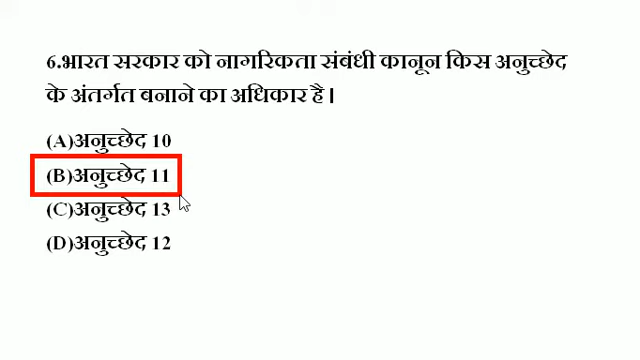 6.भारत सरकार को नागरिकता संबंधी कानून किस अनुच्छेद
के अंतर्गत बनाने का अधिकार है।
(A)अनुच्छेद 10
(B)अनुच्छेद 11
(C)अनुच्छेद 13
(D)अनुच्छेद 12